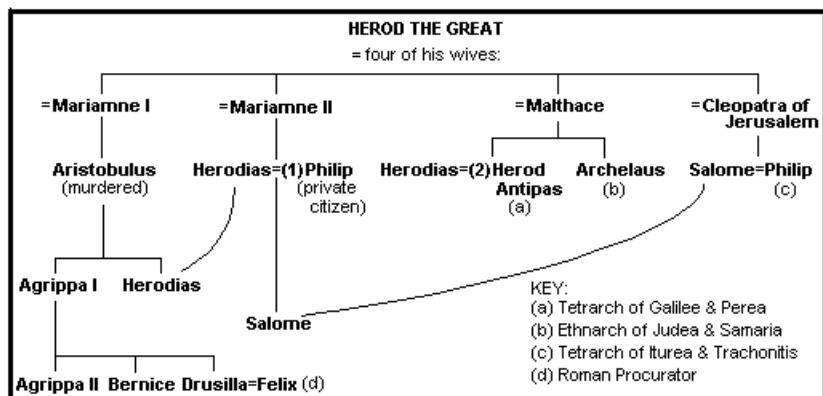 HEROD THE GREAT
= four of his wives:
=Mariamne I =Mariamne II =Malthace =Cleopatra of
Jerusalem
Aristobulus Herodias=(1)Philip Herodias=(2)Herod Archelaus Salome=Philip
(murdered) (private Antipas (b) (c)
citizen) (a)
Agrippa I Herodias
Salome
KEY:
(a) Tetrarch of Galilee & Perea
(b) Ethnarch of Judea & Samaria
(c) Tetrarch of Iturea & Trachonitis
(d) Roman Procurator
Agrippa II Bernice Drusilla=Felix (d)